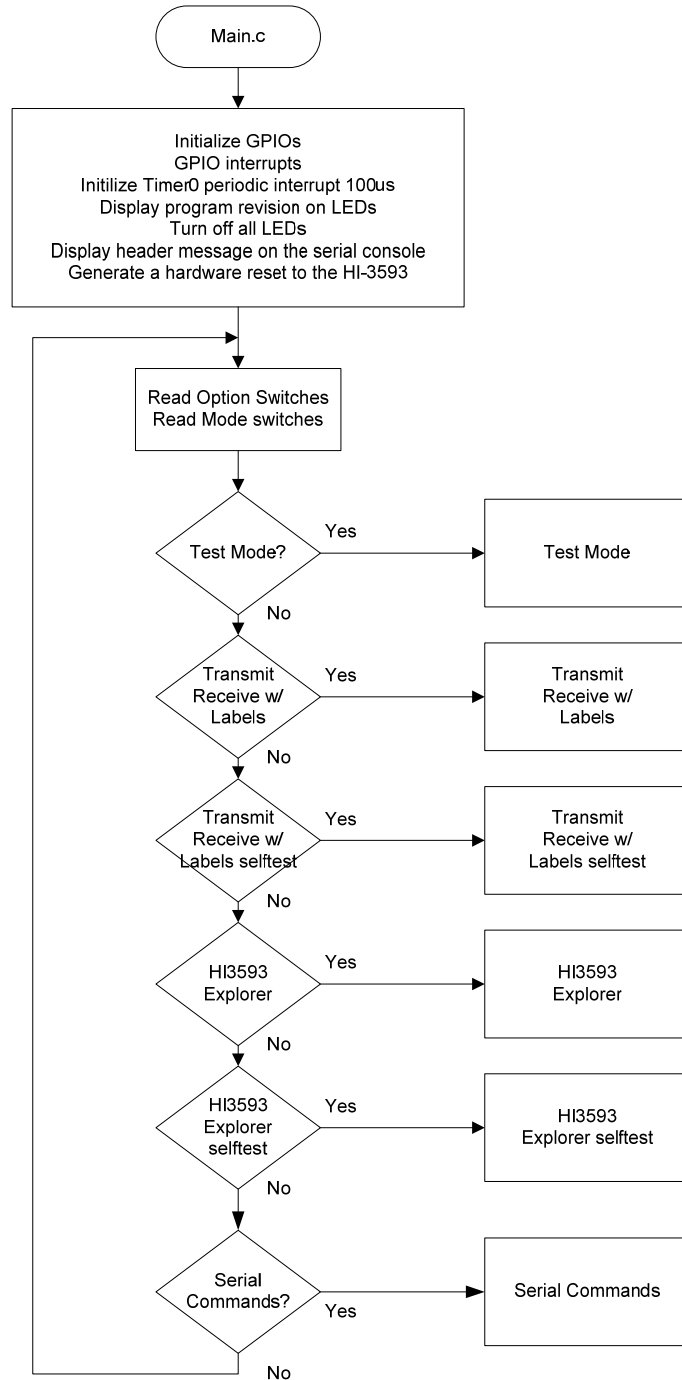 Main.c
Initialize GPIOs
GPIO interrupts
Initilize Timer0 periodic interrupt 100us
Display program revision on LEDs
Turn off all LEDs
Display header message on the serial console
Generate a hardware reset to the HI-3593
Read Option Switches
Read Mode switches
Test Mode?
Yes
Test Mode
No
Transmit
Receive w/
Labels
Yes
Transmit
Receive w/
Labels
No
Transmit
Receive w/
Labels selftest
Yes
Transmit
Receive w/
Labels selftest
No
HI3593
Explorer
Yes
HI3593
Explorer
No
HI3593
Explorer
selftest
Yes
HI3593
Explorer selftest
No
Serial
Commands?
Yes
Serial Commands
No